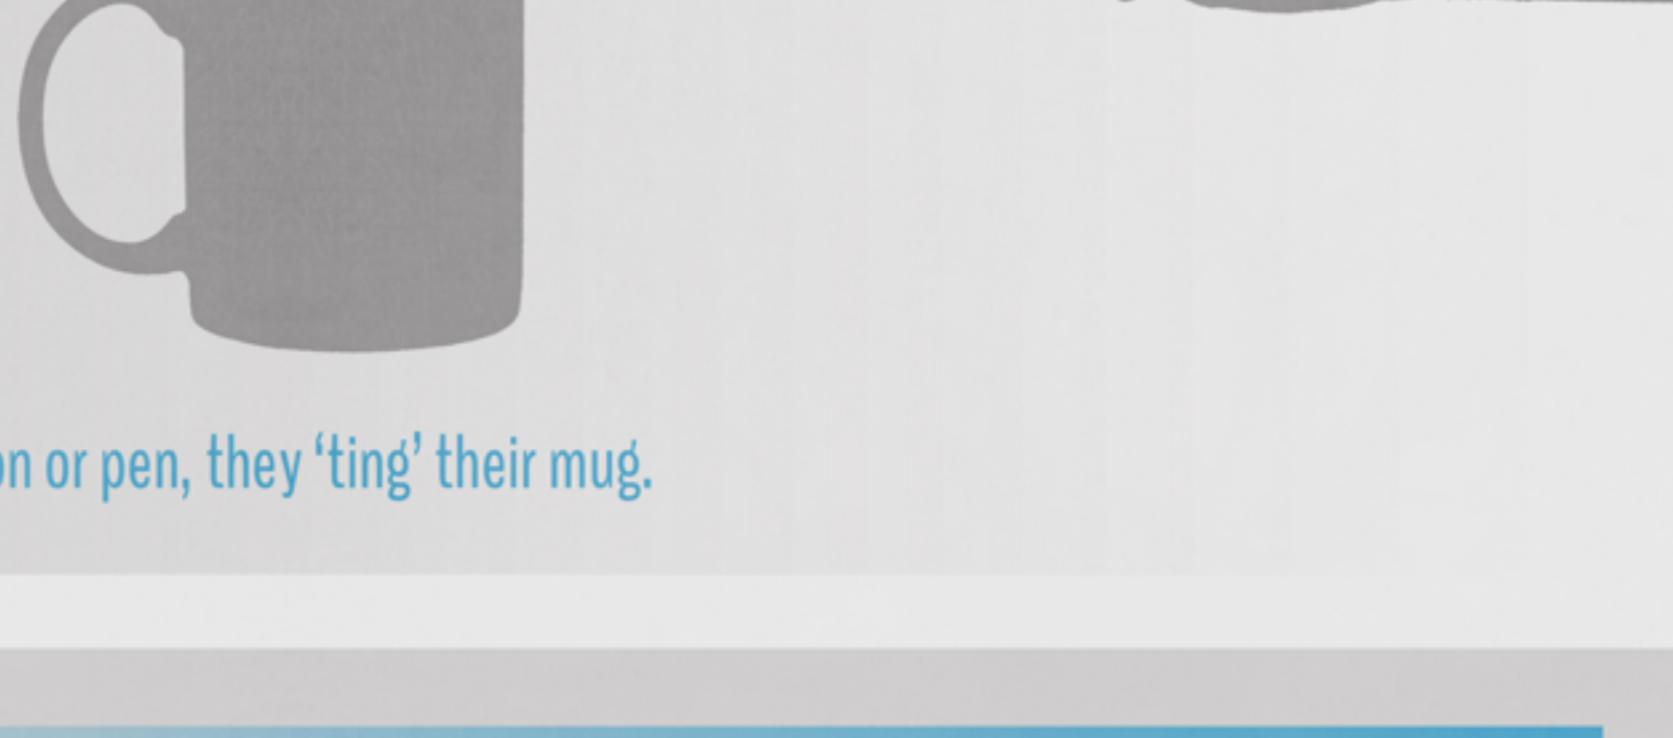 on or pen, they ‘ting’ their mug.